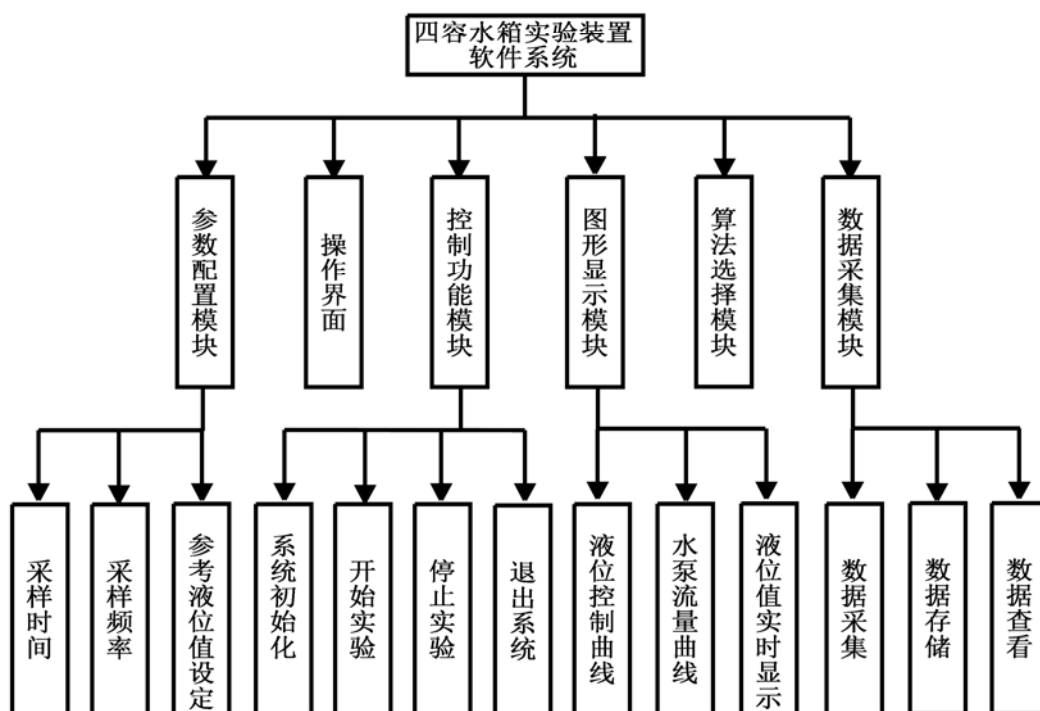 四容水箱实验装置
软件系统
参数配置模块
操作界面
控制功能模块
图形显示模块
算法选择模块
数据采集模块
采样时间
采样频率
参考液位值设定
系统初始化
开始实验
停止实验
退出系统
液位控制曲线
水泵流量曲线
液位值实时显示
数据采集
数据存储
数据查看